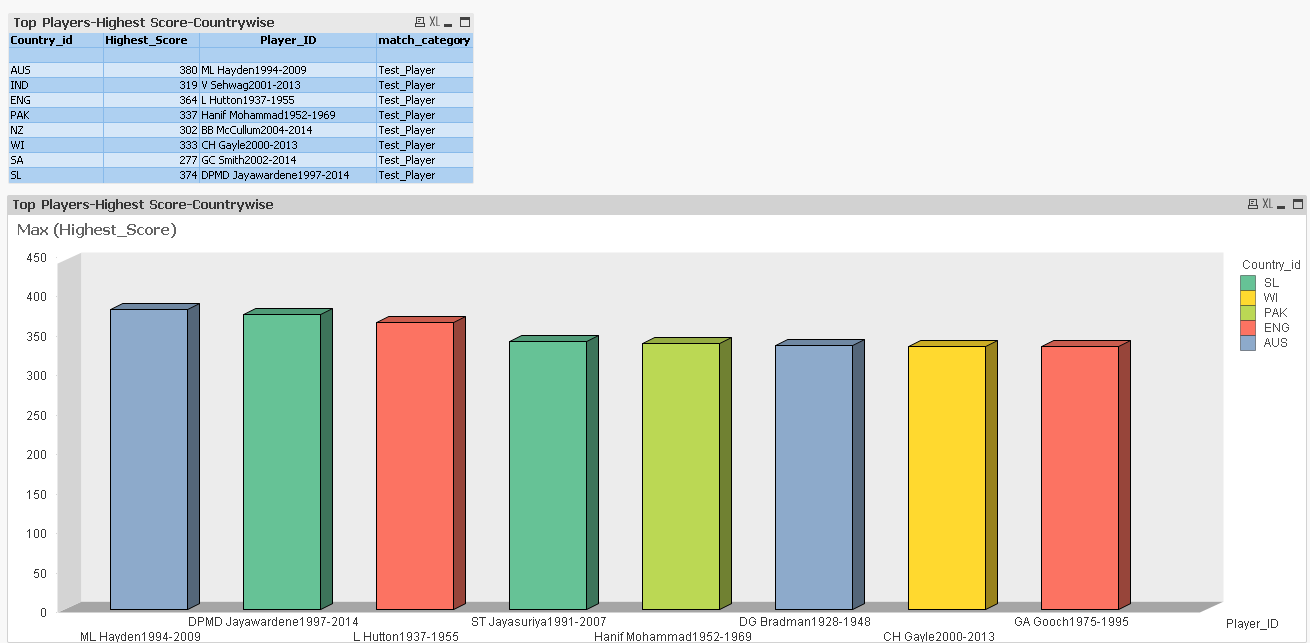 Top Players-Highest Score-Countrywise XL
Country_id Highest_Score Player_ID match_category
AUS 380 ML Hayden1994-2009 Test_Player
IND 319 V Sehwag2001-2013 Test_Player
ENG 364 L Hutton1937-1955 Test_Player
PAK 337 Hanif Mohammad1952-1969 Test_Player
NZ 302 BB McCullum2004-2014 Test_Player
WI 333 CH Gayle2000-2013 Test_Player
SA 277 GC Smith2002-2014 Test_Player
SL 374 DPMD Jayawardene1997-2014 Test_Player
Top Players-Highest Score-Countrywise XL
Max (Highest_Score)
450
400
350
300
250
200
150
100
50
0
Country_id
SL
WI
PAK
ENG
AUS
DPMD Jayawardene1997-2014 ST Jayasuriya1991-2007 DG Bradman1928-1948 GA Gooch1975-1995 Player_ID
ML Hayden1994-2009 L Hutton1937-1955 Hanif Mohammad1952-1969 CH Gayle2000-2013